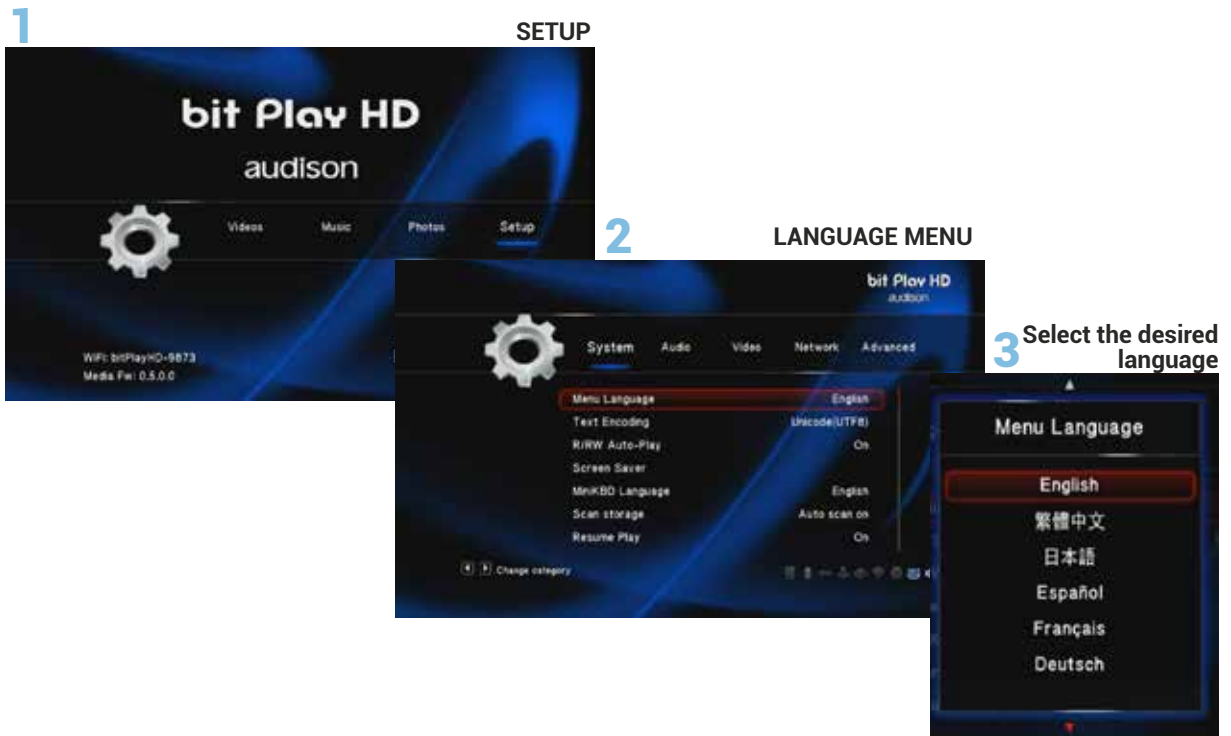 1
SETUP
bit Play HD
audison
Videos Music Photos Setup
WiFi: bitPlayHD-9873
Media Fw: 0.5.0.0
2
LANGUAGE MENU
bit Play HD
audison
System Audio Video Network Advanced
Menu Language English
Text Encoding Unicode(UTF8)
R/RW Auto-Play On
Screen Saver
MiniKBD Language English
Scan storage Auto scan on
Resume Play On
Change category
3
Select the desired
language
Menu Language
English
繁體中文
日本語
Español
Français
Deutsch